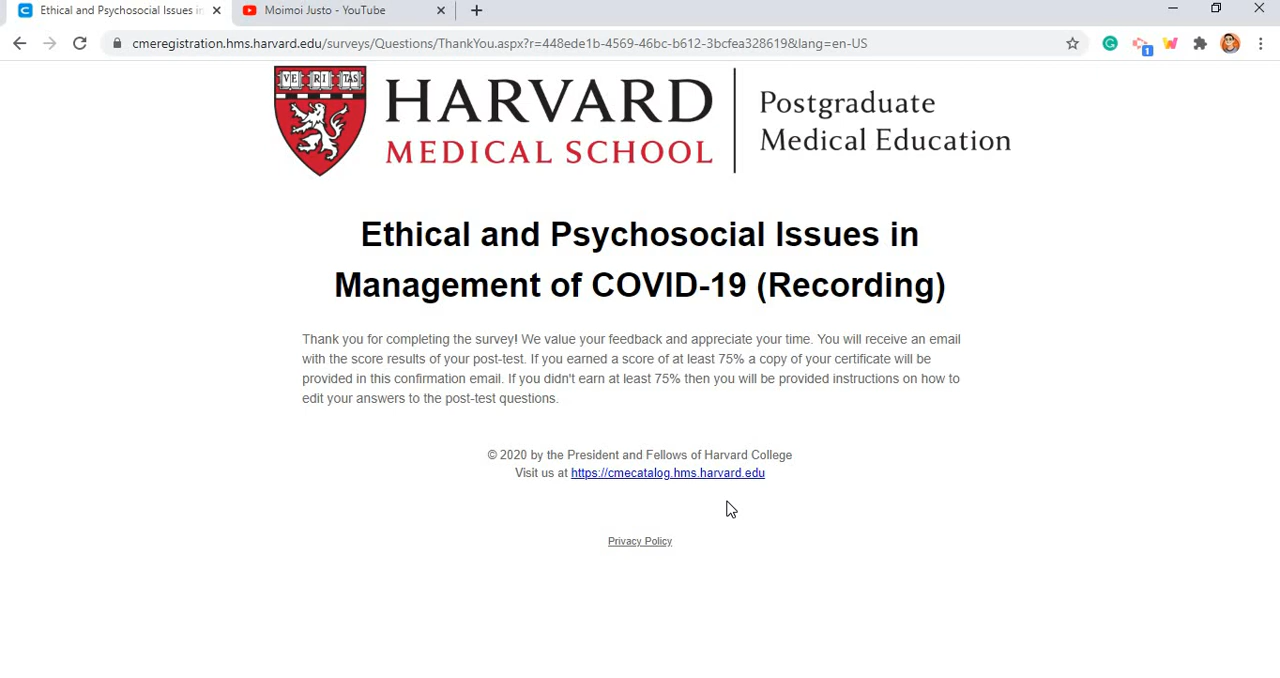 Ethical and Psychosocial Issues in
Moimoi Justo - YouTube
cmeregistration.hms.harvard.edu/surveys/Questions/ThankYou.aspx?r=448ede1b-4569-46bc-b612-3bcfea328619&lang=en-US
1
VE RI TAS
HARVARD
MEDICAL SCHOOL
Postgraduate
Medical Education
Ethical and Psychosocial Issues in
Management of COVID-19 (Recording)
Thank you for completing the survey! We value your feedback and appreciate your time. You will receive an email
with the score results of your post-test. If you earned a score of at least 75% a copy of your certificate will be
provided in this confirmation email. If you didn't earn at least 75% then you will be provided instructions on how to
edit your answers to the post-test questions.
© 2020 by the President and Fellows of Harvard College
Visit us at https://cmecatalog.hms.harvard.edu
Privacy Policy